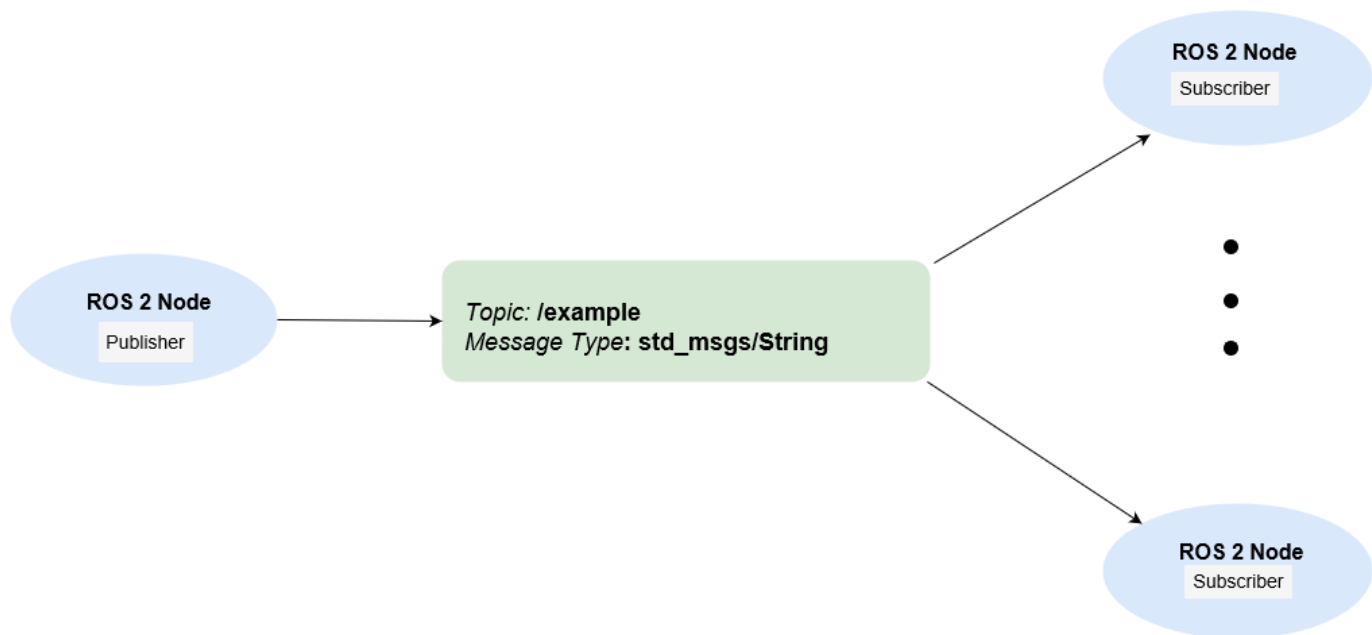 ROS 2 Node
Subscriber
ROS 2 Node
Publisher
Topic: /example
Message Type: std_msgs/String
ROS 2 Node
Subscriber